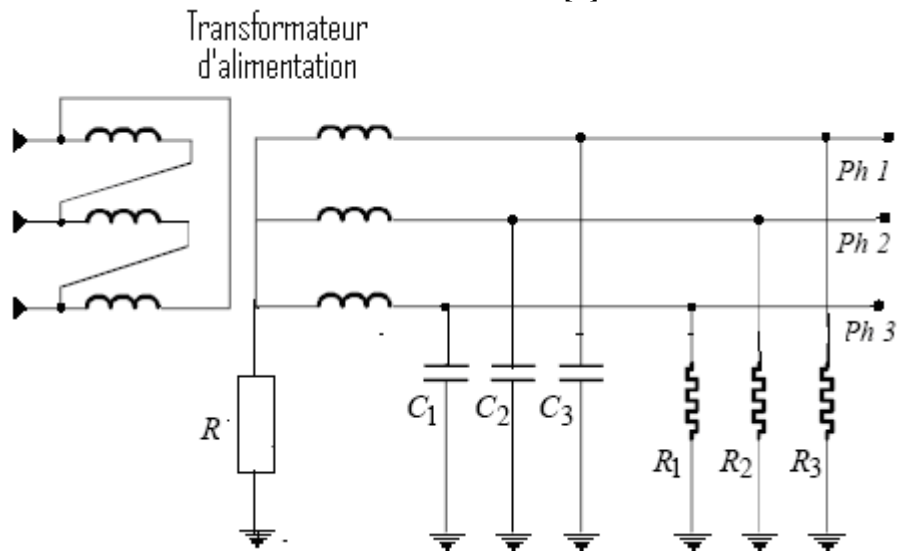 Transformateur
d'alimentation
Ph 1
Ph 2
Ph 3
R
C1
C2
C3
R1
R2
R3